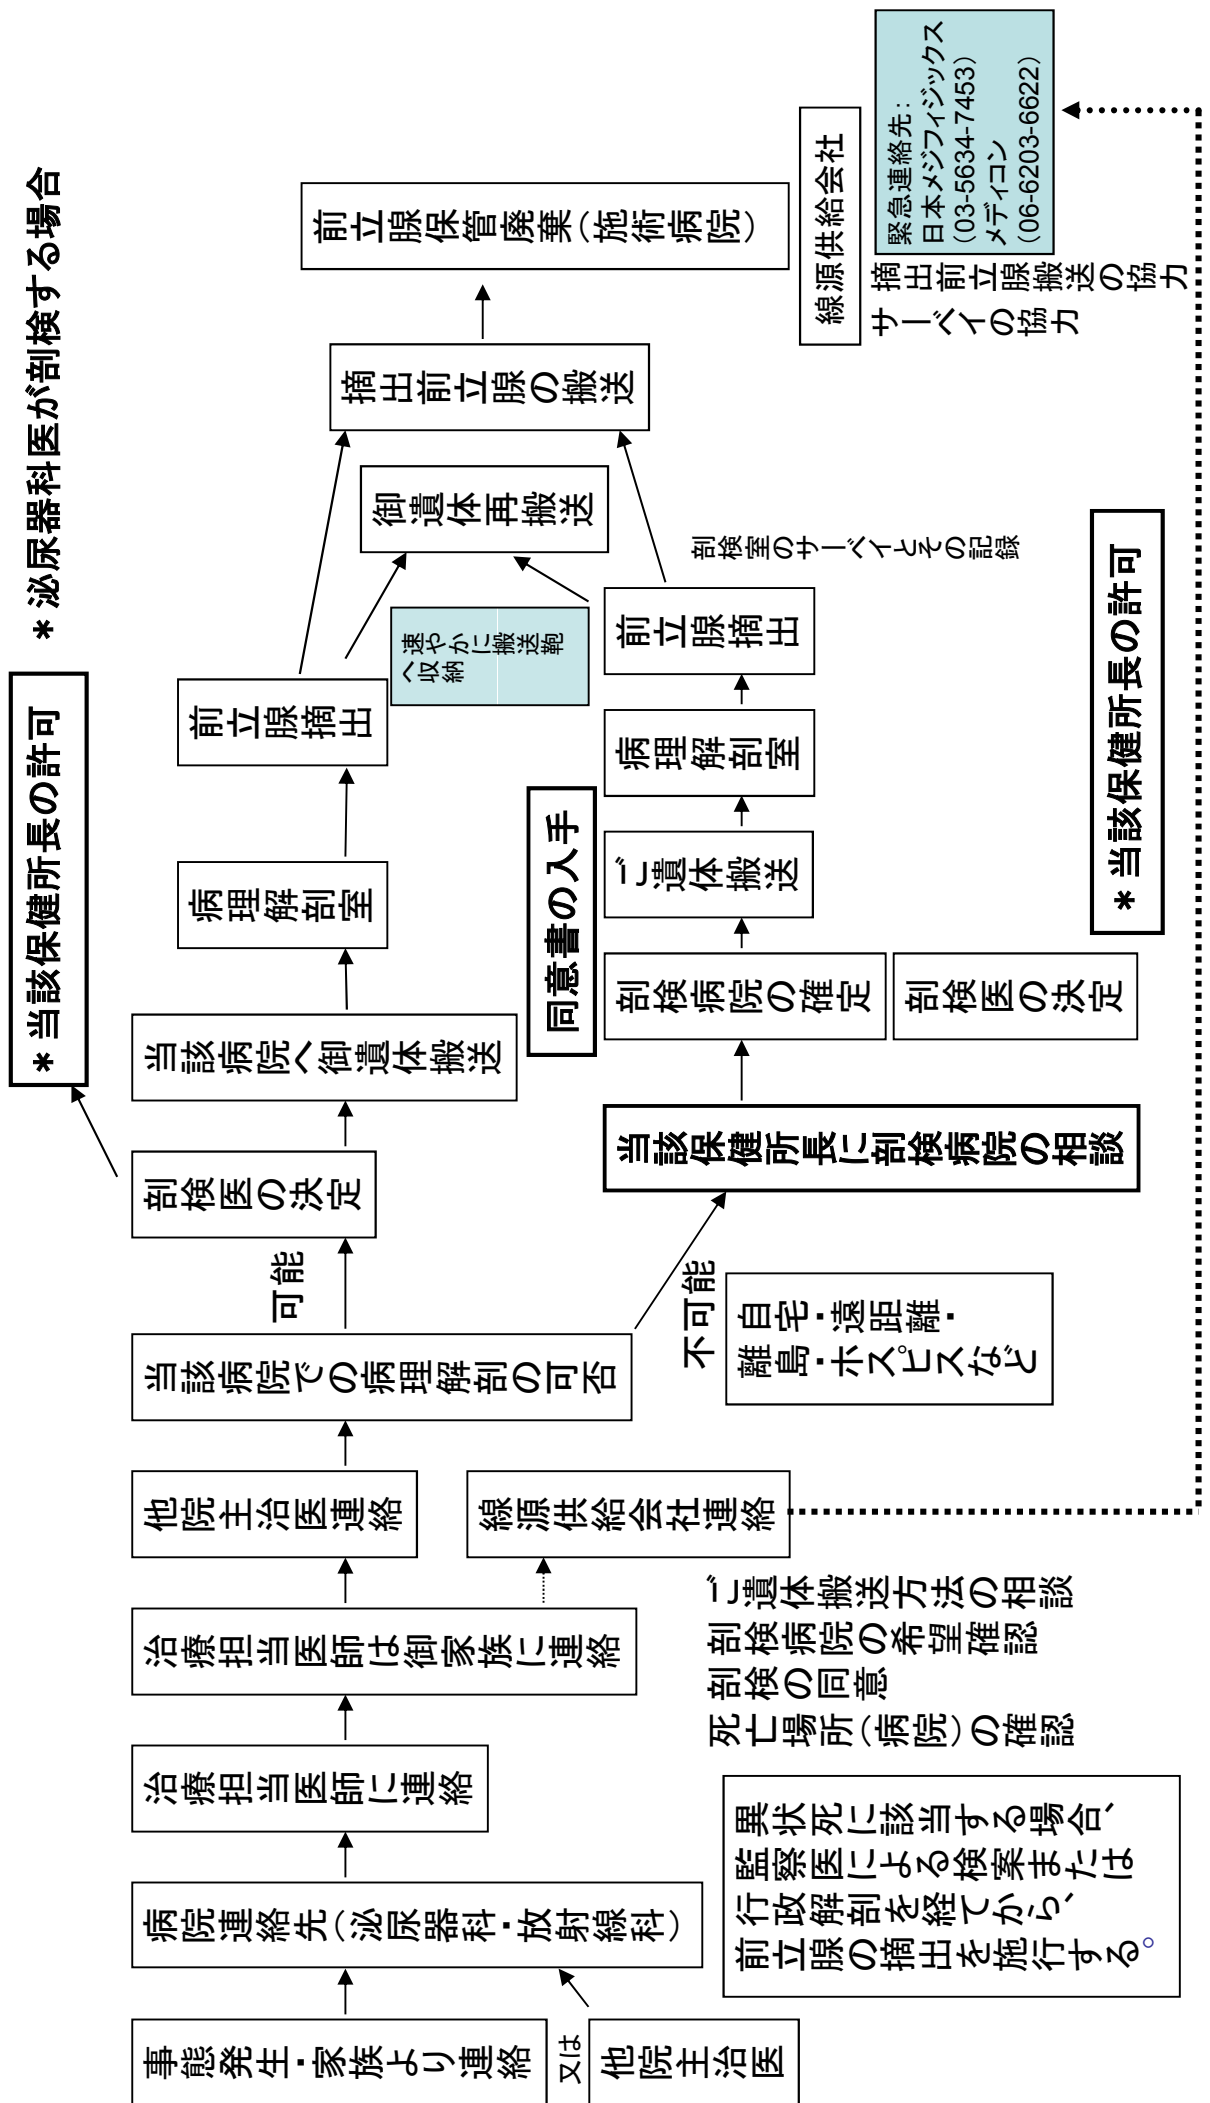 ＊泌尿器科医が剖検する場合
＊当該保健所長の許可
事態発生・家族より連絡
又は
他院主治医
病院連絡先（泌尿器科・放射線科）
治療担当医師に連絡
治療担当医師は御家族に連絡
線源供給会社連絡
他院主治医連絡
当該病院での病理解剖の可否
可能
剖検医の決定
当該病院へ御遺体搬送
病理解剖室
前立腺摘出
速やかに搬送鞄
へ収納
御遺体再搬送
摘出前立腺の搬送
前立腺保管廃棄（施術病院）
不可能
自宅・遠距離・
離島・ホスピスなど
当該保健所長に剖検病院の相談
同意書の入手
剖検病院の確定
剖検医の決定
ご遺体搬送
病理解剖室
前立腺摘出
剖検室のサーベイとその記録
＊当該保健所長の許可
線源供給会社
緊急連絡先：
日本メジフィジックス
(03-5634-7453)
メディコン
(06-6203-6622)
摘出前立腺搬送の協力
サーベイの協力
ご遺体搬送方法の相談
剖検病院の希望確認
剖検の同意
死亡場所（病院）の確認
異状死に該当する場合、
監察医による検案または
行政解剖を経てから、
前立腺の摘出を施行する。